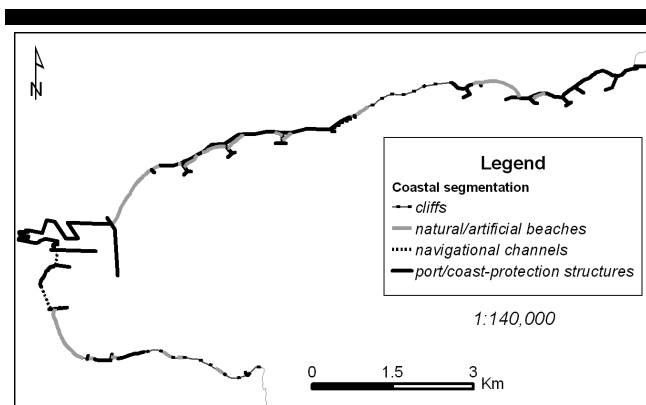 N
Legend
Coastal segmentation
cliffs
natural/artificial beaches
navigational channels
port/coast-protection structures
1:140,000
0 1.5 3
Km